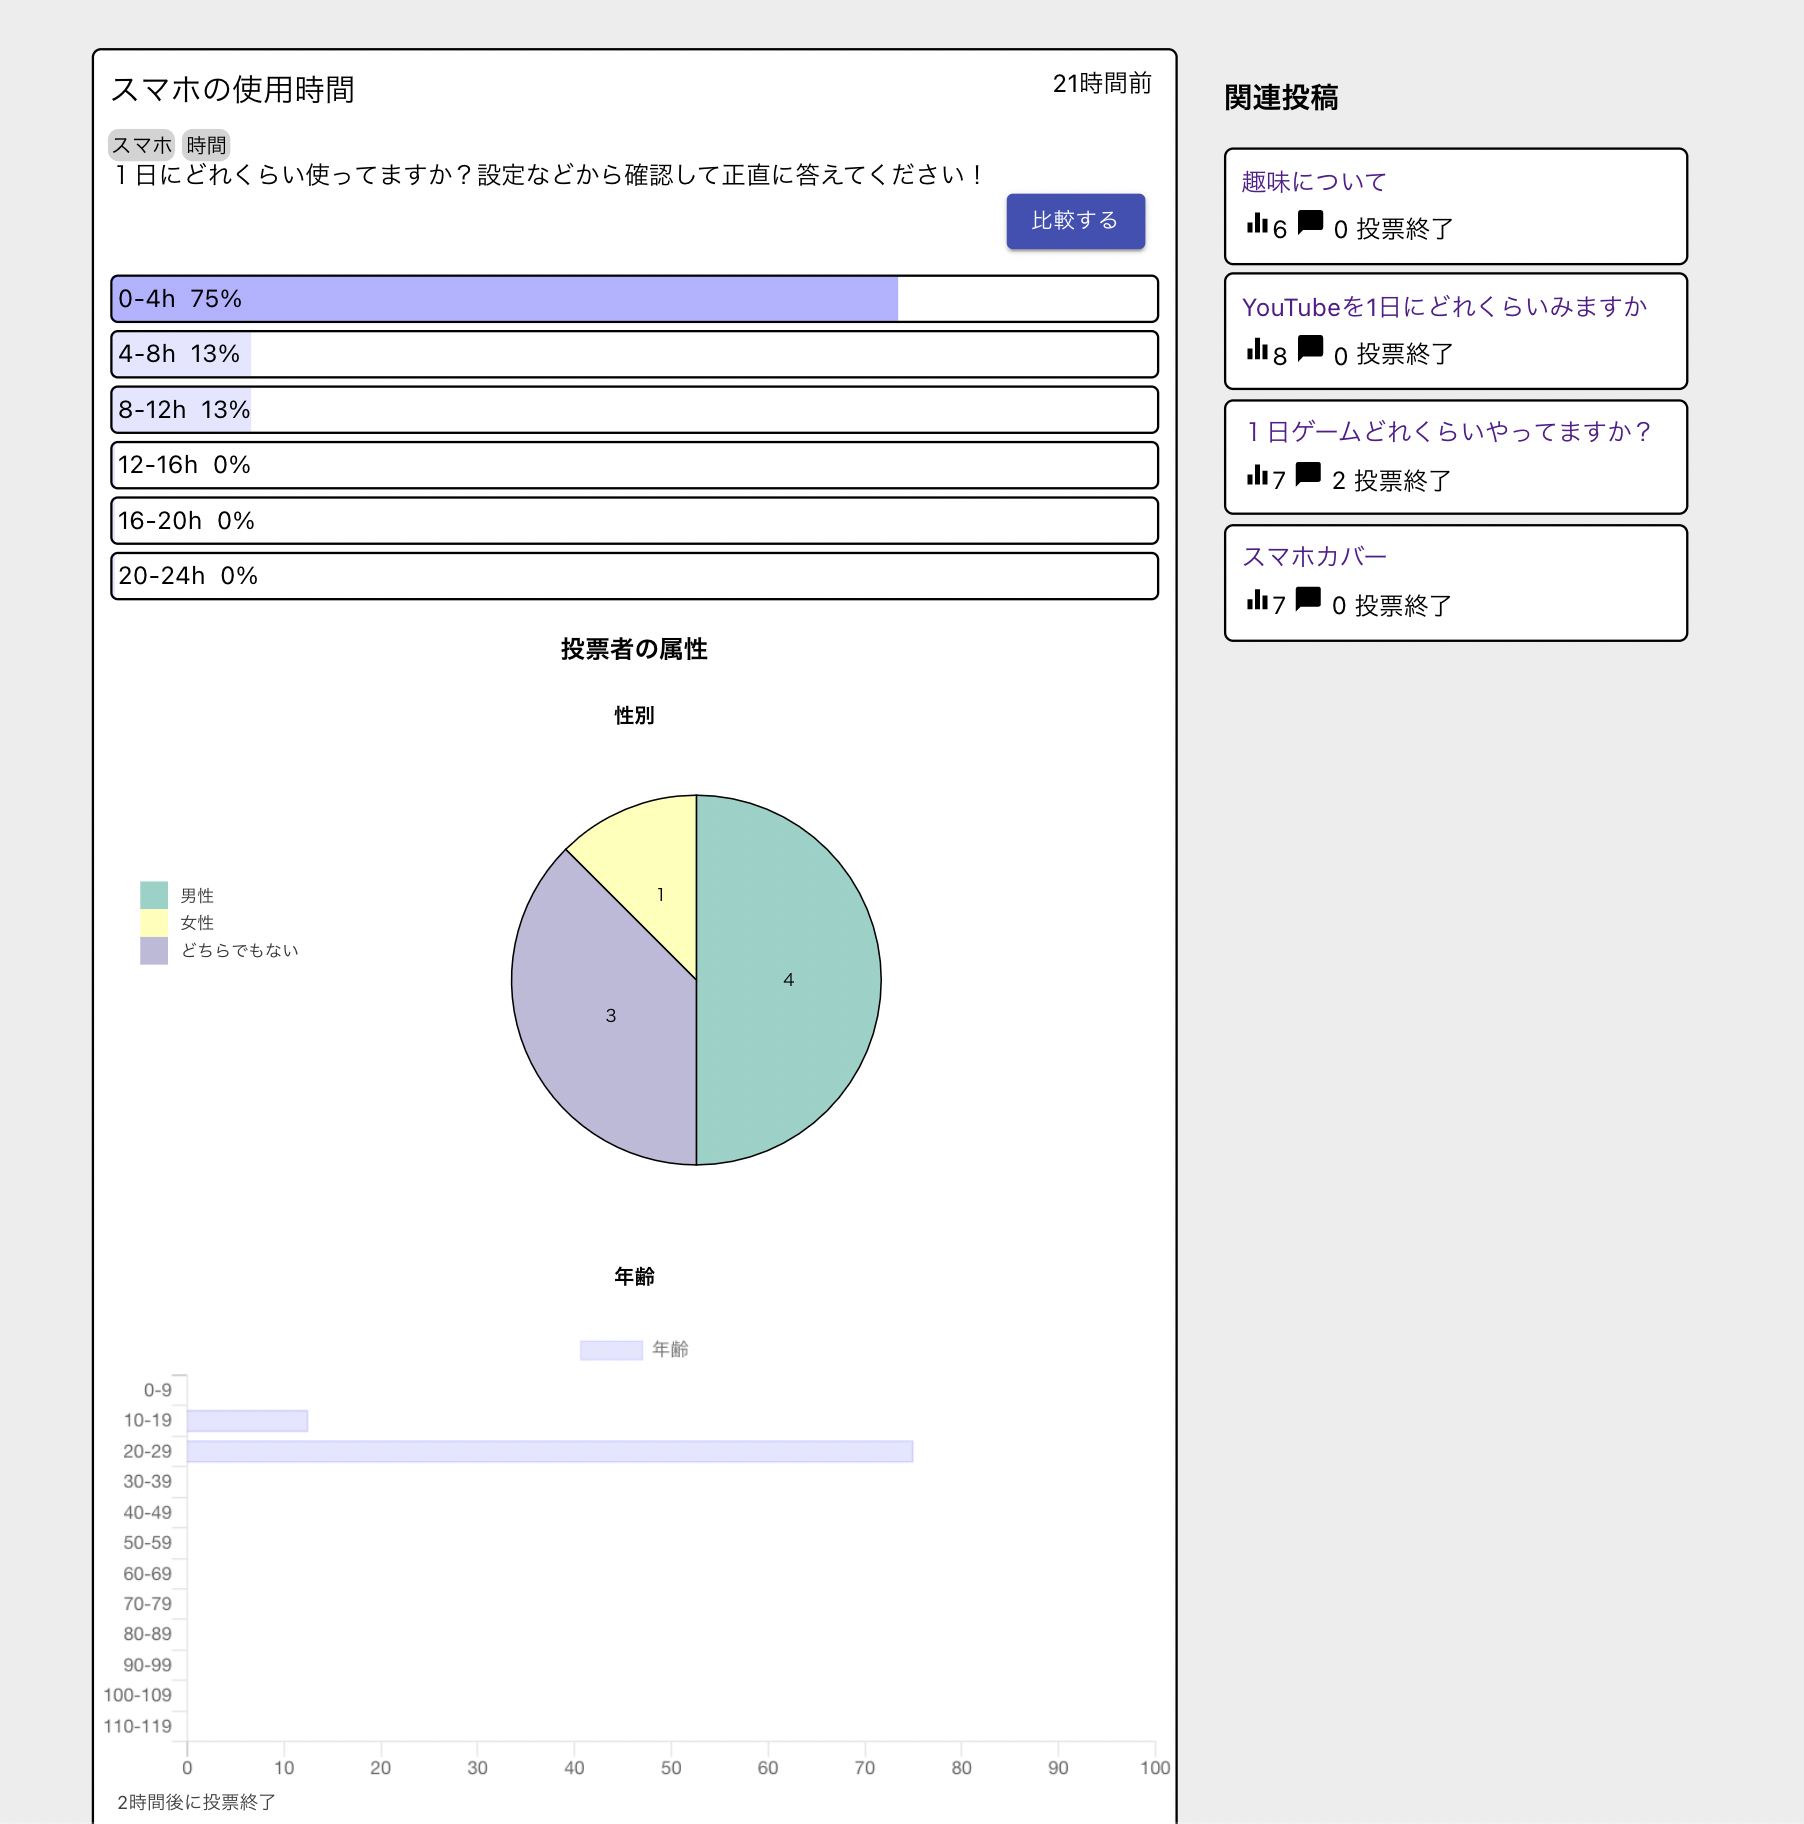 スマホの使用時間
21時間前
スマホ 時間
１日にどれくらい使ってますか？設定などから確認して正直に答えてください！
比較する
0-4h 75%
4-8h 13%
8-12h 13%
12-16h 0%
16-20h 0%
20-24h 0%
投票者の属性
性別
男性
女性
どちらでもない
1
4
3
年齢
年齢
0-9
10-19
20-29
30-39
40-49
50-59
60-69
70-79
80-89
90-99
100-109
110-119
0 10 20 30 40 50 60 70 80 90 100
2時間後に投票終了
関連投稿
趣味について
6 0 投票終了
YouTubeを1日にどれくらいみますか
8 0 投票終了
１日ゲームどれくらいやってますか？
7 2 投票終了
スマホカバー
7 0 投票終了